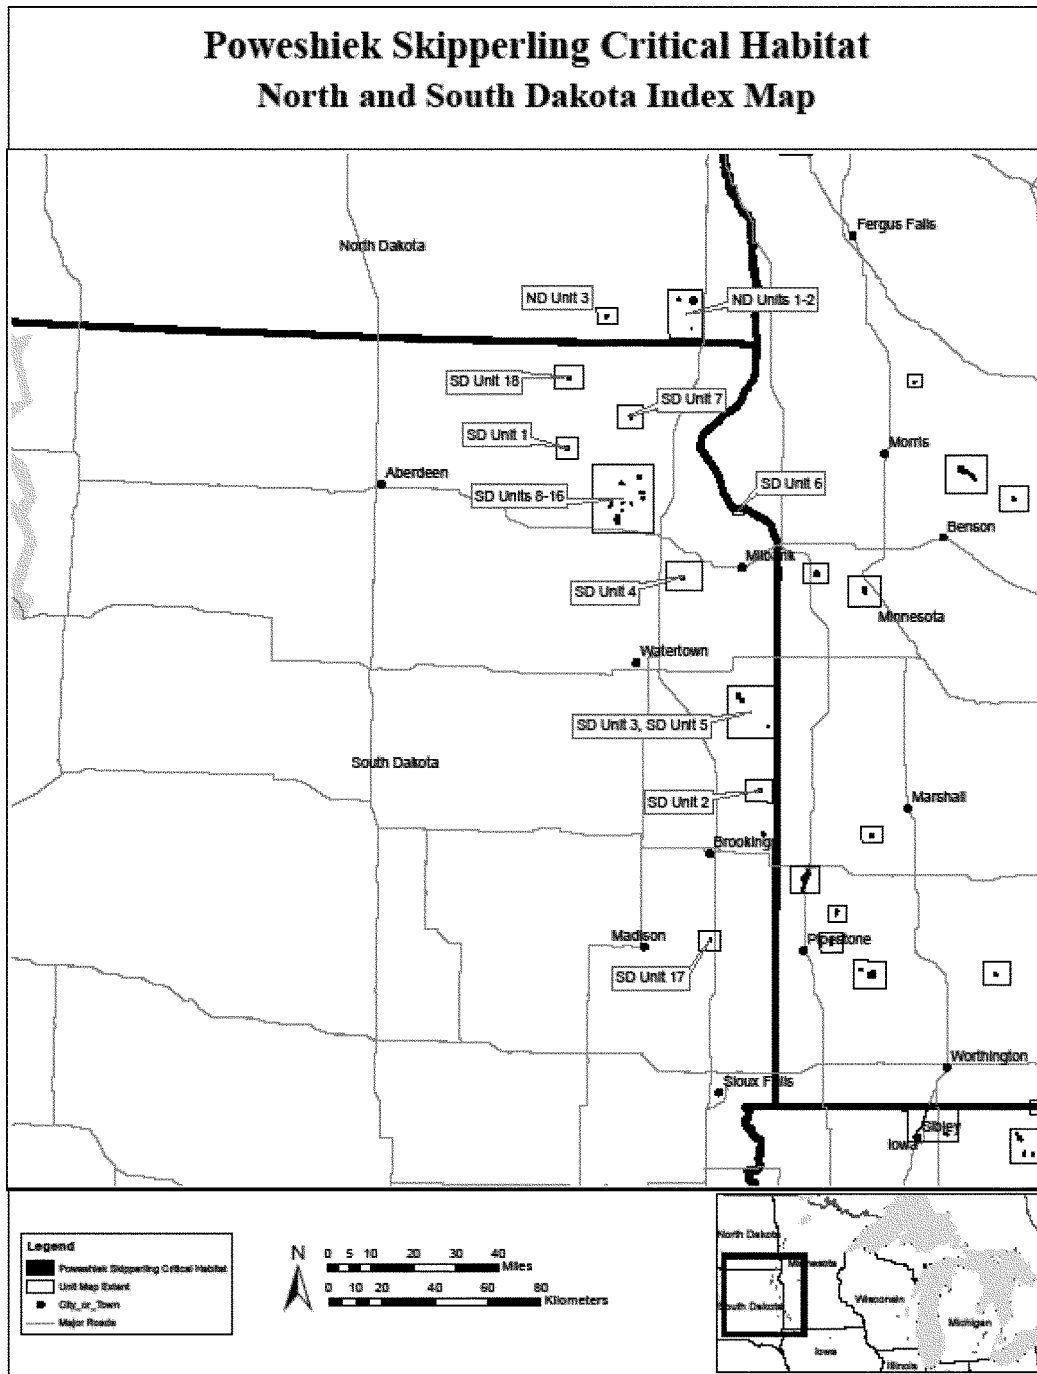 Poweshiek Skipperling Critical Habitat
North and South Dakota Index Map
Fergus Falls
North Dakota
ND Unit 3
ND Units 1-2
SD Unit 18
SD Unit 7
SD Unit 1
Morris
Aberdeen
SD Unit 6
SD Units 8-16
Benson
Milbank
SD Unit 4
Minnesota
Watertown
SD Unit 3, SD Unit 5
South Dakota
SD Unit 2
Marshall
Brookings
Madison
Pipestone
SD Unit 17
Worthington
Sioux Falls
Sibley
Iowa
Legend
Poweshiek Skipperling Critical Habitat
Unit Map Extent
City_or_Town
Major Roads
N
0 5 10 20 30 40
Miles
0 10 20 40 60 80
Kilometers
North Dakota
Minnesota
South Dakota
Wisconsin
Michigan
Iowa
Illinois